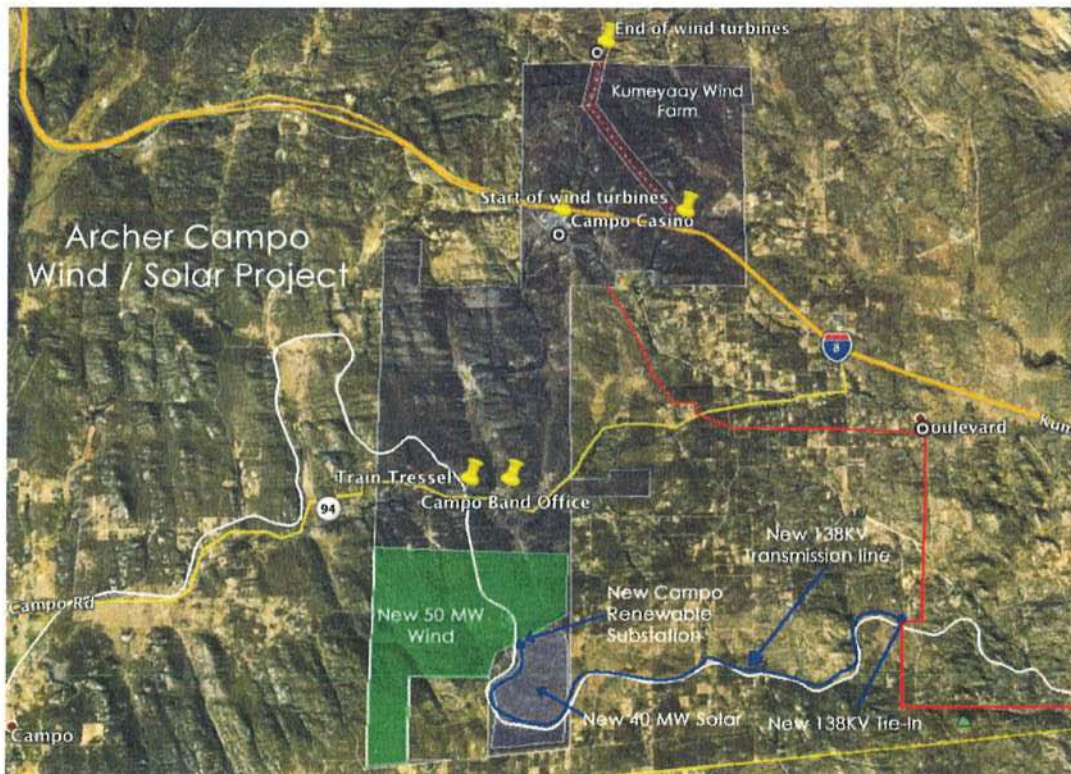 End of wind turbines
Kumeyaay Wind
Farm
Start of wind turbines
Campo Casino
Archer Campo
Wind / Solar Project
8
Boulevard
Kum
Train Tressel
Campo Band Office
94
New 138KV
Transmission line
Campo Rd
New 50 MW
Wind
New Campo
Renewable
Substation
New 40 MW Solar
New 138KV Tie-In
Campo